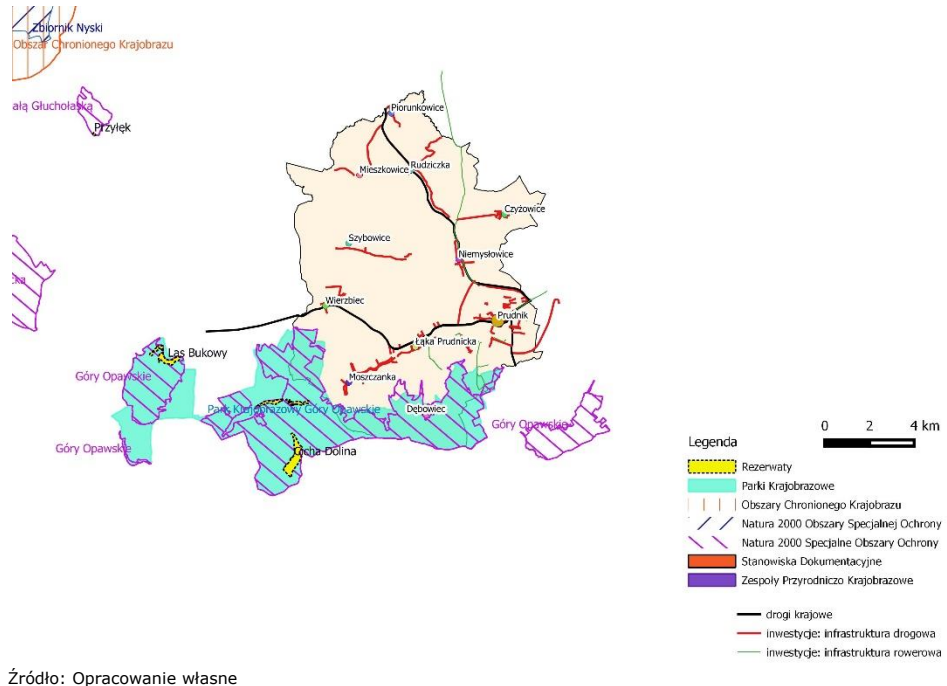 Zbiornik Nyski
Obszar Chronionego Krajobrazu
ałą Głuchołaską
Przyłęk
cka
Piorunkowice
Mieszkowice
Rudziczka
Czyżowice
Szybowice
Niemysłowice
Wierzbiec
Prudnik
Łąka Prudnicka
Las Bukowy
Moszczanka
Góry Opawskie
Park Krajobrazowy Góry Opawskie
Dębowiec
Góry Opawskie
Góry Opawskie
Cicha Dolina
Legenda
0 2 4 km
Rezerwaty
Parki Krajobrazowe
Obszary Chronionego Krajobrazu
Natura 2000 Obszary Specjalnej Ochrony
Natura 2000 Specjalne Obszary Ochrony
Stanowiska Dokumentacyjne
Zespoły Przyrodniczo Krajobrazowe
drogi krajowe
inwestycje: infrastruktura drogowa
inwestycje: infrastruktura rowerowa
Źródło: Opracowanie własne